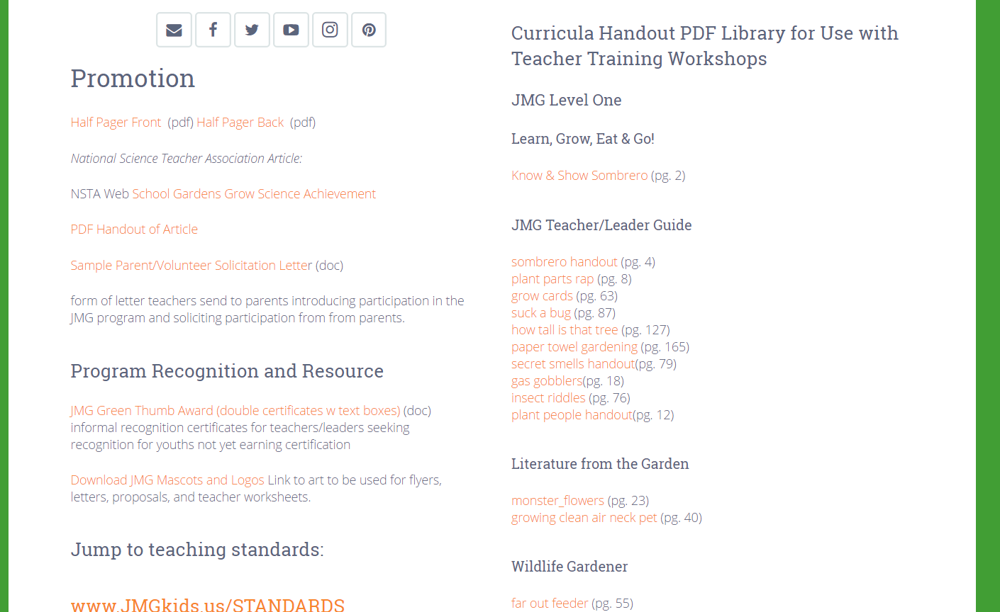 Promotion
Half Pager Front (pdf) Half Pager Back (pdf)
National Science Teacher Association Article:
NSTA Web School Gardens Grow Science Achievement
PDF Handout of Article
Sample Parent/Volunteer Solicitation Letter (doc)
form of letter teachers send to parents introducing participation in the
JMG program and soliciting participation from from parents.
Program Recognition and Resource
JMG Green Thumb Award (double certificates w text boxes) (doc)
informal recognition certificates for teachers/leaders seeking
recognition for youths not yet earning certification
Download JMG Mascots and Logos Link to art to be used for flyers,
letters, proposals, and teacher worksheets.
Jump to teaching standards:
www.JMGkids.us/STANDARDS
Curricula Handout PDF Library for Use with
Teacher Training Workshops
JMG Level One
Learn, Grow, Eat & Go!
Know & Show Sombrero (pg. 2)
JMG Teacher/Leader Guide
sombrero handout (pg. 4)
plant parts rap (pg. 8)
grow cards (pg. 63)
suck a bug (pg. 87)
how tall is that tree (pg. 127)
paper towel gardening (pg. 165)
secret smells handout(pg. 79)
gas gobblers(pg. 18)
insect riddles (pg. 76)
plant people handout(pg. 12)
Literature from the Garden
monster_flowers (pg. 23)
growing clean air neck pet (pg. 40)
Wildlife Gardener
far out feeder (pg. 55)